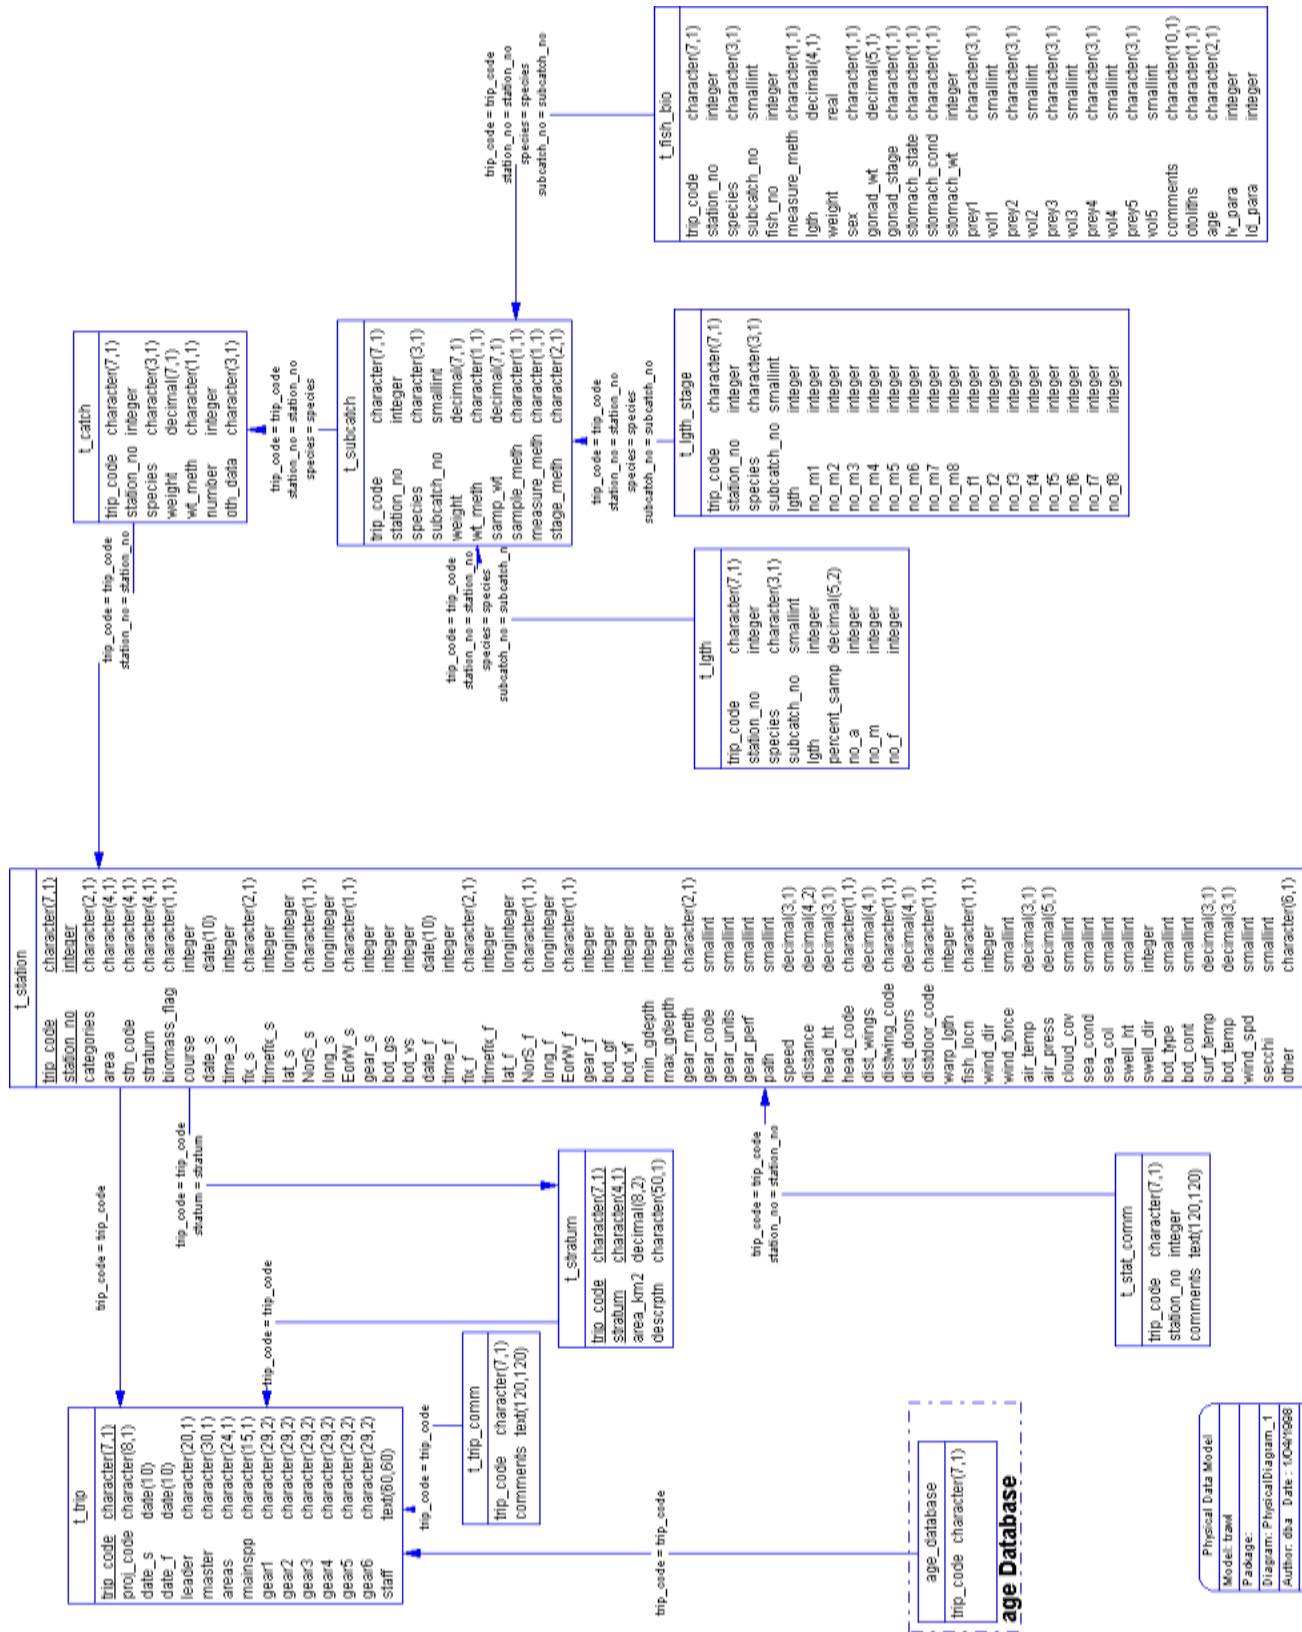 t_trip
trip_code character(7,1)
proj_code character(8,1)
date_s date(10)
date_f date(10)
leader character(20,1)
master character(30,1)
areas character(24,1)
mainspp character(15,1)
gear1 character(29,2)
gear2 character(29,2)
gear3 character(29,2)
gear4 character(29,2)
gear5 character(29,2)
gear6 character(29,2)
staff text(60,60)
trip_code = trip_code
trip_code = trip_code
stratum = stratum
trip_code = trip_code
trip_code = trip_code
t_trip_comm
trip_code character(7,1)
comments text(120,120)
t_stratum
trip_code character(7,1)
stratum character(4,1)
area_km2 decimal(8,2)
descrptn character(50,1)
trip_code = trip_code
age_database
trip_code character(7,1)
age Database
trip_code = trip_code
station_no = station_no
t_stat_comm
trip_code character(7,1)
station_no integer
comments text(120,120)
Physical Data Model
Model: trawl
Package:
Diagram: PhysicalDiagram_1
Author: dba Date : 1/04/1998
t_station
trip_code character(7,1)
station_no integer
categories character(2,1)
area character(4,1)
stn_code character(4,1)
stratum character(4,1)
biomass_flag character(1,1)
course integer
date_s date(10)
time_s integer
fix_s character(2,1)
timefix_s integer
lat_s longinteger
NorS_s character(1,1)
long_s longinteger
EorW_s character(1,1)
gear_s integer
bot_gs integer
bot_vs integer
date_f date(10)
time_f integer
fix_f character(2,1)
timefix_f integer
lat_f longinteger
NorS_f character(1,1)
long_f longinteger
EorW_f character(1,1)
gear_f integer
bot_gf integer
bot_vf integer
min_gdepth integer
max_gdepth integer
gear_meth character(2,1)
gear_code smallint
gear_units smallint
gear_perf smallint
path smallint
speed decimal(3,1)
distance decimal(4,2)
head_ht decimal(3,1)
head_code character(1,1)
dist_wings decimal(4,1)
distwing_code character(1,1)
dist_doors decimal(4,1)
distdoor_code character(1,1)
warp_lgth integer
fish_locn character(1,1)
wind_dir integer
wind_force smallint
air_temp decimal(3,1)
air_press decimal(5,1)
cloud_cov smallint
sea_cond smallint
sea_col smallint
swell_ht smallint
swell_dir integer
bot_type smallint
bot_cont smallint
surf_temp decimal(3,1)
bot_temp decimal(3,1)
wind_spd smallint
secchi smallint
other character(6,1)
trip_code = trip_code
station_no = station_no
t_catch
trip_code character(7,1)
station_no integer
species character(3,1)
weight decimal(7,1)
wt_meth character(1,1)
number integer
oth_data character(3,1)
trip_code = trip_code
station_no = station_no
species = species
t_subcatch
trip_code character(7,1)
station_no integer
species character(3,1)
subcatch_no smallint
weight decimal(7,1)
wt_meth character(1,1)
samp_wt decimal(7,1)
sample_meth character(1,1)
measure_meth character(1,1)
stage_meth character(2,1)
trip_code = trip_code
station_no = station_no
species = species
subcatch_no = subcatch_n
trip_code = trip_code
station_no = station_no
species = species
subcatch_no = subcatch_no
trip_code = trip_code
station_no = station_no
species = species
subcatch_no = subcatch_no
t_lgth
trip_code character(7,1)
station_no integer
species character(3,1)
subcatch_no smallint
lgth integer
percent_samp decimal(5,2)
no_a integer
no_m integer
no_f integer
t_lgth_stage
trip_code character(7,1)
station_no integer
species character(3,1)
subcatch_no smallint
lgth integer
no_m1 integer
no_m2 integer
no_m3 integer
no_m4 integer
no_m5 integer
no_m6 integer
no_m7 integer
no_m8 integer
no_f1 integer
no_f2 integer
no_f3 integer
no_f4 integer
no_f5 integer
no_f6 integer
no_f7 integer
no_f8 integer
t_fish_bio
trip_code character(7,1)
station_no integer
species character(3,1)
subcatch_no smallint
fish_no integer
measure_meth character(1,1)
lgth decimal(4,1)
weight real
sex character(1,1)
gonad_wt decimal(5,1)
gonad_stage character(1,1)
stomach_state character(1,1)
stomach_cond character(1,1)
stomach_wt integer
prey1 character(3,1)
vol1 smallint
prey2 character(3,1)
vol2 smallint
prey3 character(3,1)
vol3 smallint
prey4 character(3,1)
vol4 smallint
prey5 character(3,1)
vol5 smallint
comments character(10,1)
otoliths character(1,1)
age character(2,1)
lv_para integer
ld_para integer